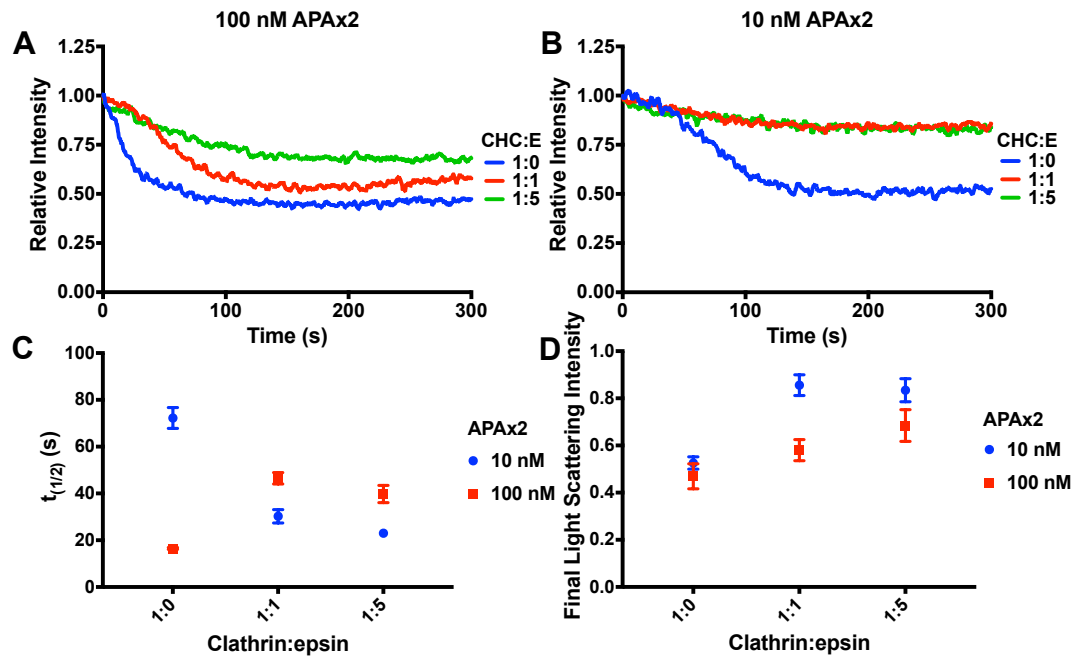 100 nM APAx2
A
1.25
1.00
0.75
0.50
0.25
0.00
Relative Intensity
0
100
200
300
Time (s)
CHC:E
1:0
1:1
1:5
10 nM APAx2
B
1.25
1.00
0.75
0.50
0.25
0.00
Relative Intensity
0
100
200
300
Time (s)
CHC:E
1:0
1:1
1:5
C
100
80
60
40
20
0
t(1/2) (s)
1:0
1:1
1:5
Clathrin:epsin
APAx2
10 nM
100 nM
D
1.0
0.8
0.6
0.4
0.2
0.0
Final Light Scattering Intensity
1:0
1:1
1:5
Clathrin:epsin
APAx2
10 nM
100 nM